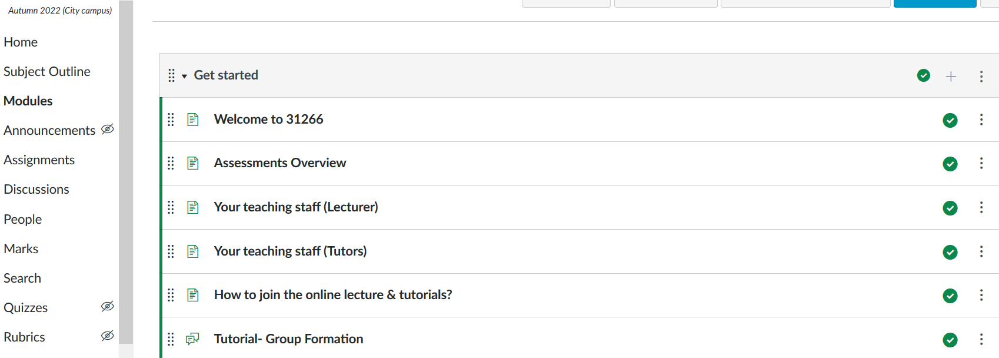 Autumn 2022 (City campus)
Home
Subject Outline
Modules
Announcements
Assignments
Discussions
People
Marks
Search
Quizzes
Rubrics
Get started
Welcome to 31266
Assessments Overview
Your teaching staff (Lecturer)
Your teaching staff (Tutors)
How to join the online lecture & tutorials?
Tutorial- Group Formation